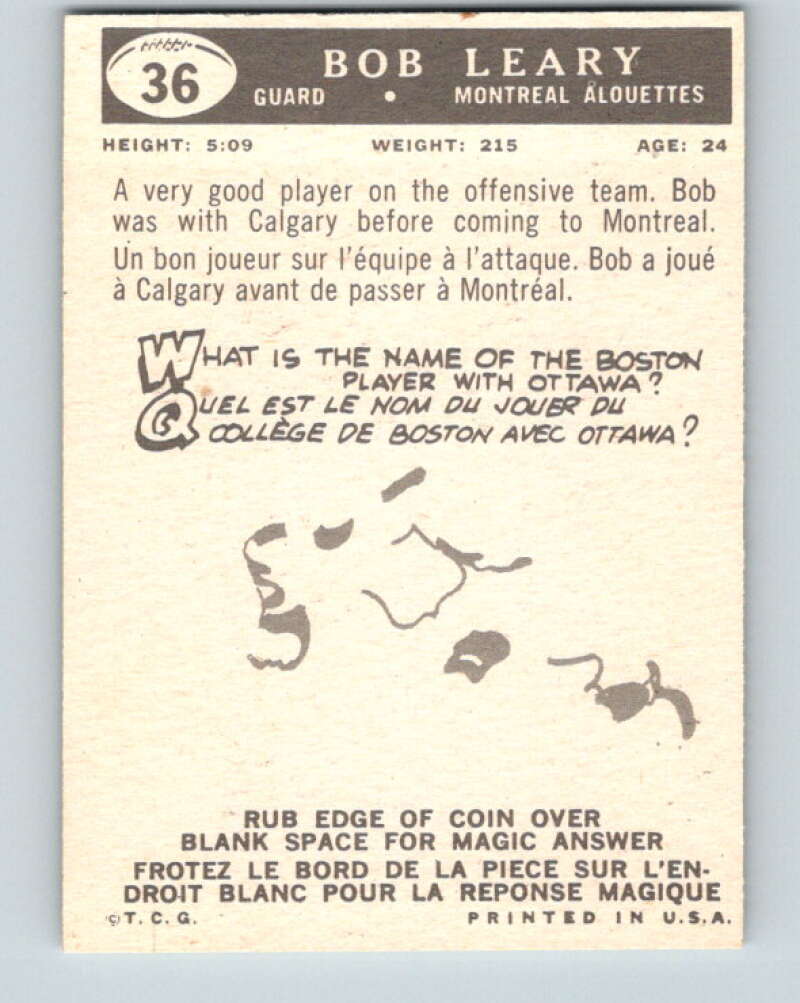 36
BOB LEARY
GUARD • MONTREAL ALOUETTES
HEIGHT: 5:09 WEIGHT: 215 AGE: 24
A very good player on the offensive team. Bob
was with Calgary before coming to Montreal.
Un bon joueur sur l'équipe à l'attaque. Bob a joué
à Calgary avant de passer à Montréal.
WHAT IS THE NAME OF THE BOSTON
PLAYER WITH OTTAWA?
QUEL EST LE NOM DU JOUER DU
COLLÈGE DE BOSTON AVEC OTTAWA?
RUB EDGE OF COIN OVER
BLANK SPACE FOR MAGIC ANSWER
FROTEZ LE BORD DE LA PIECE SUR L'EN-
DROIT BLANC POUR LA REPONSE MAGIQUE
©T.C.G. PRINTED IN U.S.A.